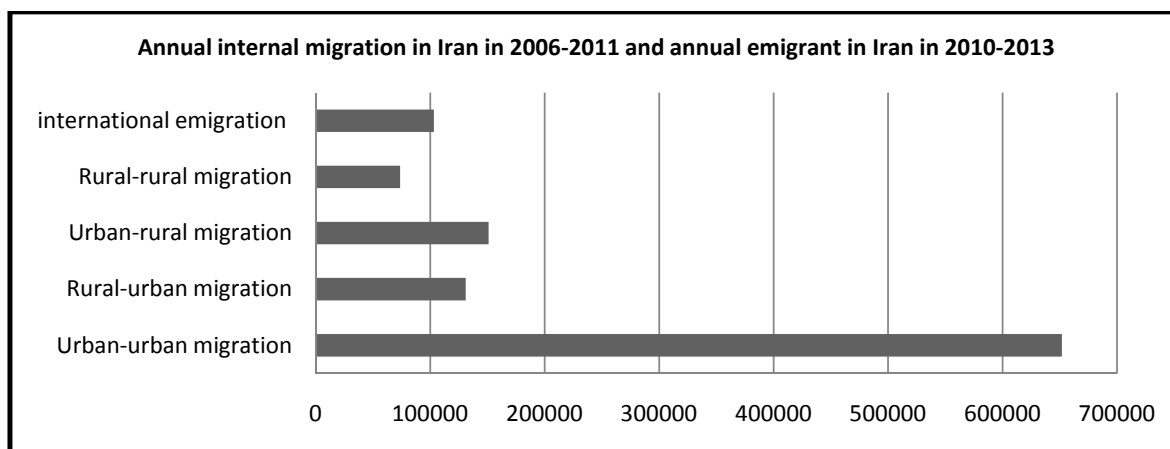 Annual internal migration in Iran in 2006-2011 and annual emigrant in Iran in 2010-2013
international emigration
Rural-rural migration
Urban-rural migration
Rural-urban migration
Urban-urban migration
0 100000 200000 300000 400000 500000 600000 700000